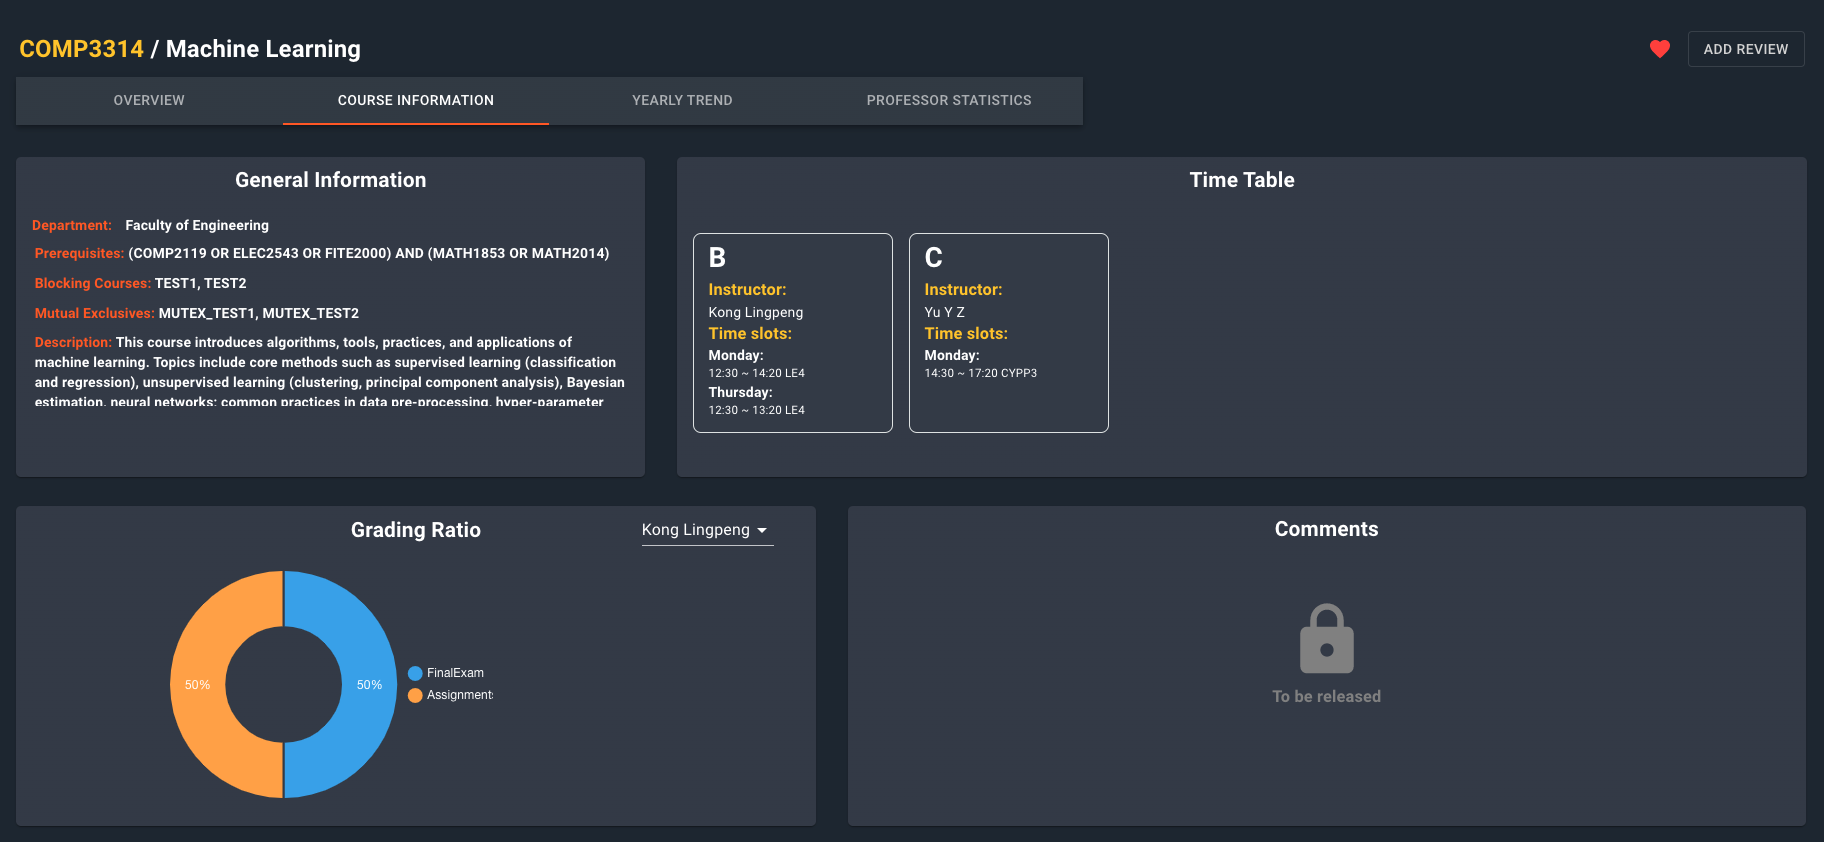 COMP3314 / Machine Learning
ADD REVIEW
OVERVIEW
COURSE INFORMATION
YEARLY TREND
PROFESSOR STATISTICS
General Information
Department: Faculty of Engineering
Prerequisites: (COMP2119 OR ELEC2543 OR FITE2000) AND (MATH1853 OR MATH2014)
Blocking Courses: TEST1, TEST2
Mutual Exclusives: MUTEX_TEST1, MUTEX_TEST2
Description: This course introduces algorithms, tools, practices, and applications of
machine learning. Topics include core methods such as supervised learning (classification
and regression), unsupervised learning (clustering, principal component analysis), Bayesian
estimation, neural networks; common practices in data pre-processing, hyper-parameter
Time Table
B
Instructor:
Kong Lingpeng
Time slots:
Monday:
12:30 ~ 14:20 LE4
Thursday:
12:30 ~ 13:20 LE4
C
Instructor:
Yu Y Z
Time slots:
Monday:
14:30 ~ 17:20 CYPP3
Grading Ratio
Kong Lingpeng
50%
50%
FinalExam
Assignments
Comments
To be released